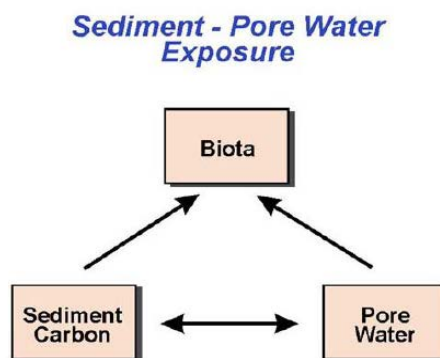 Sediment - Pore Water
Exposure
Biota
Sediment
Carbon
Pore
Water